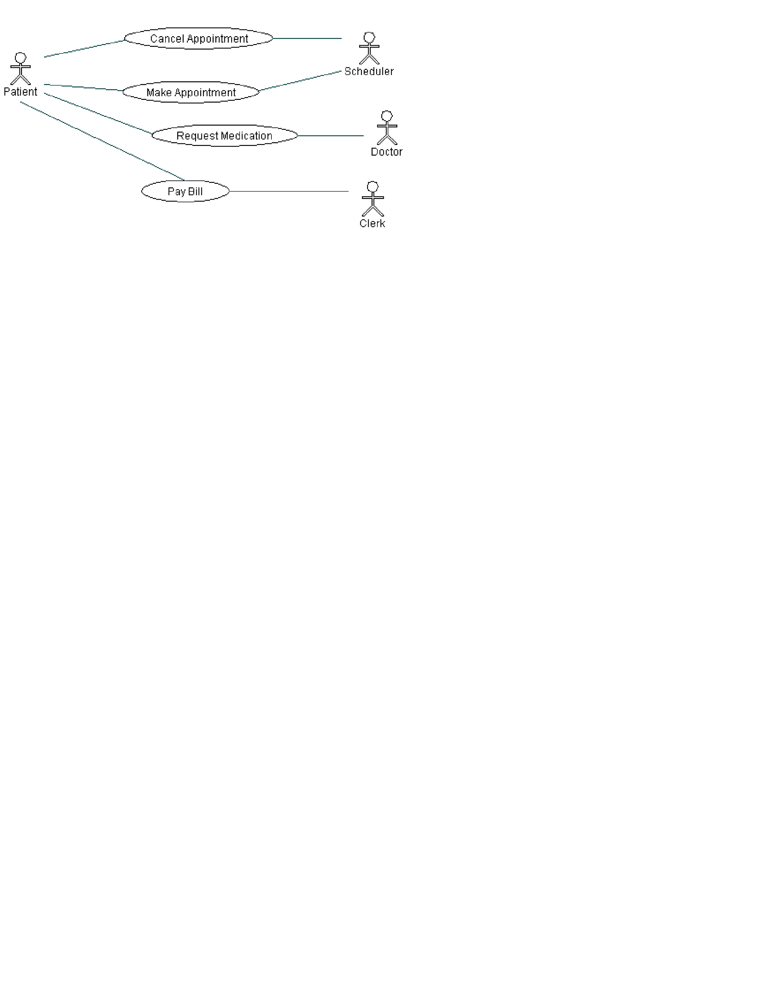 Cancel Appointment
Scheduler
Patient
Make Appointment
Request Medication
Doctor
Pay Bill
Clerk